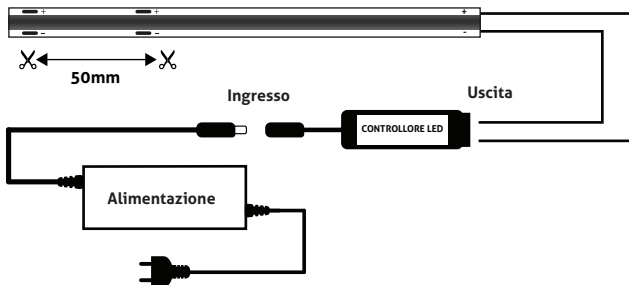 + + +
- - -
50mm
Ingresso
Uscita
CONTROLLORE LED
Alimentazione